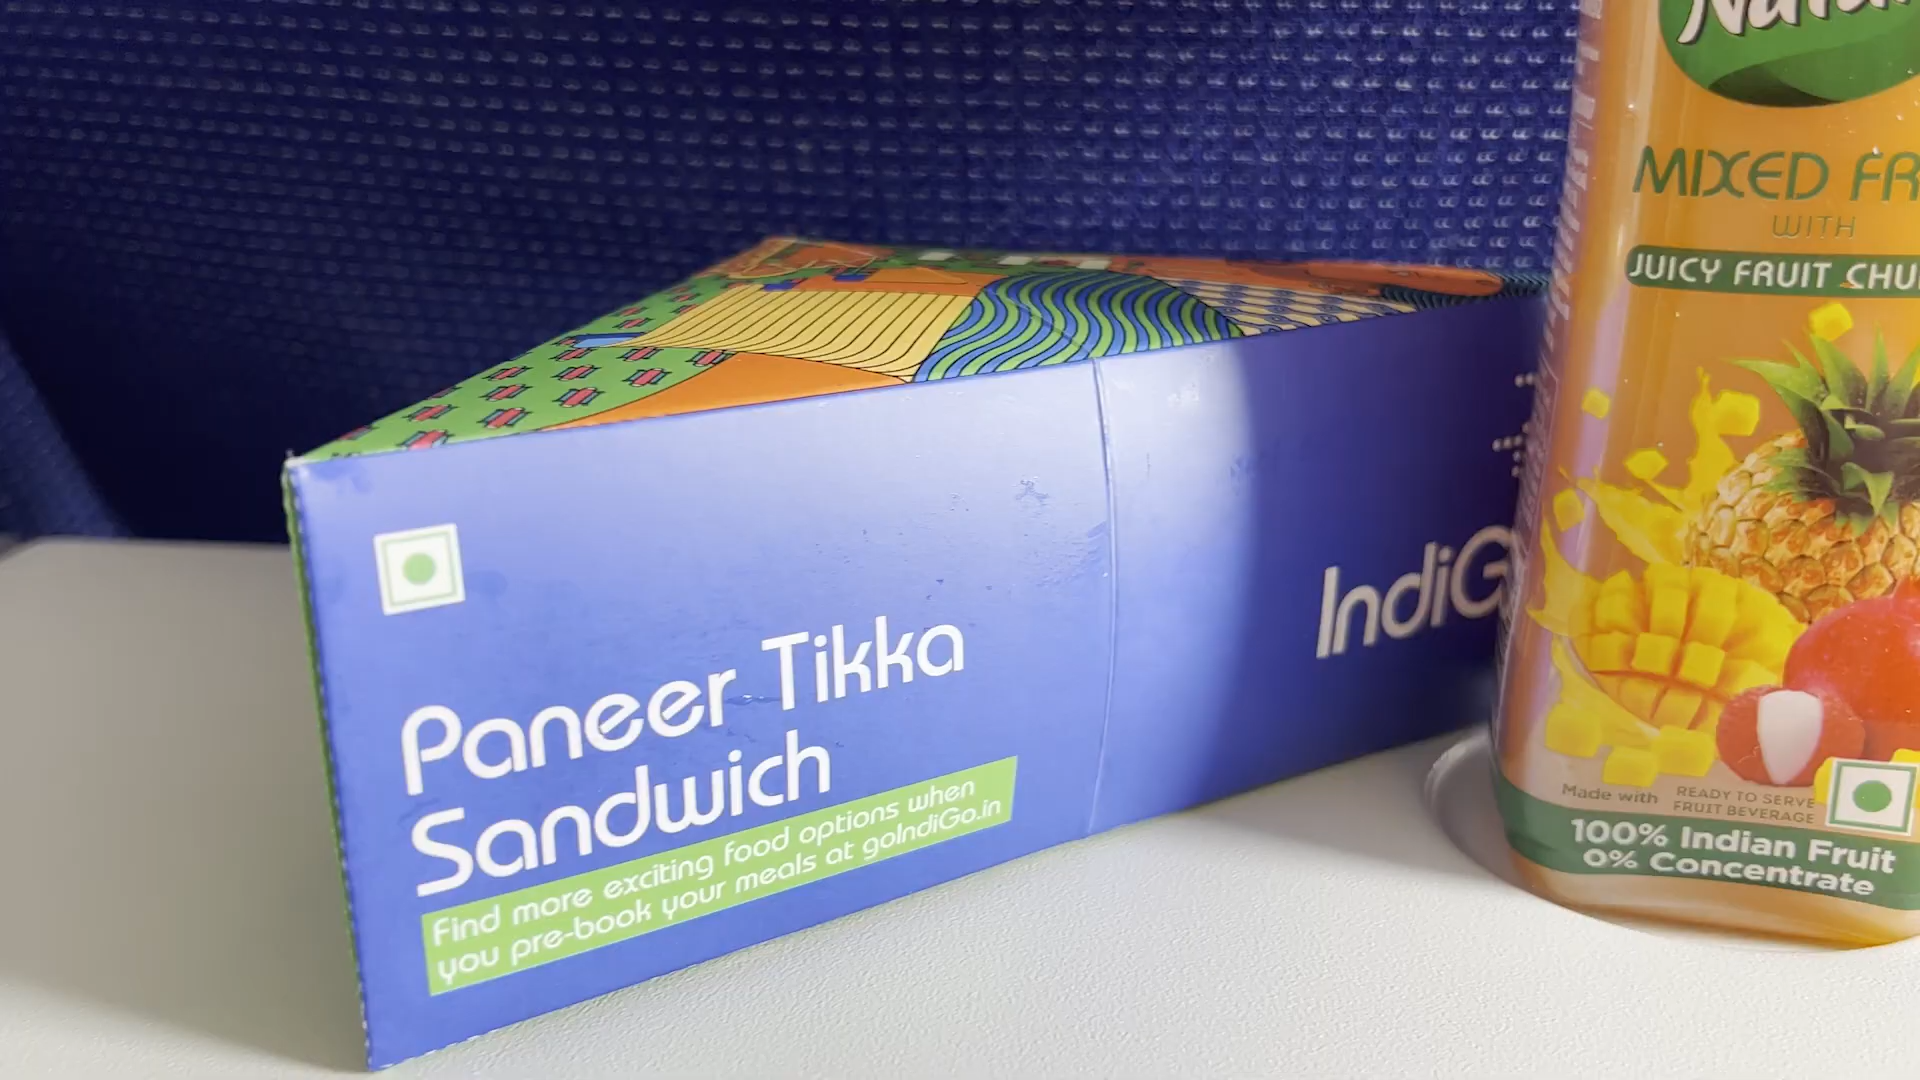 Paneer Tikka
Sandwich
Find more exciting food options when
you pre-book your meals at goIndiGo.in
IndiG
MIXED FR
WITH
JUICY FRUIT CHU
Made with
READY TO SERVE
FRUIT BEVERAGE
100% Indian Fruit
0% Concentrate